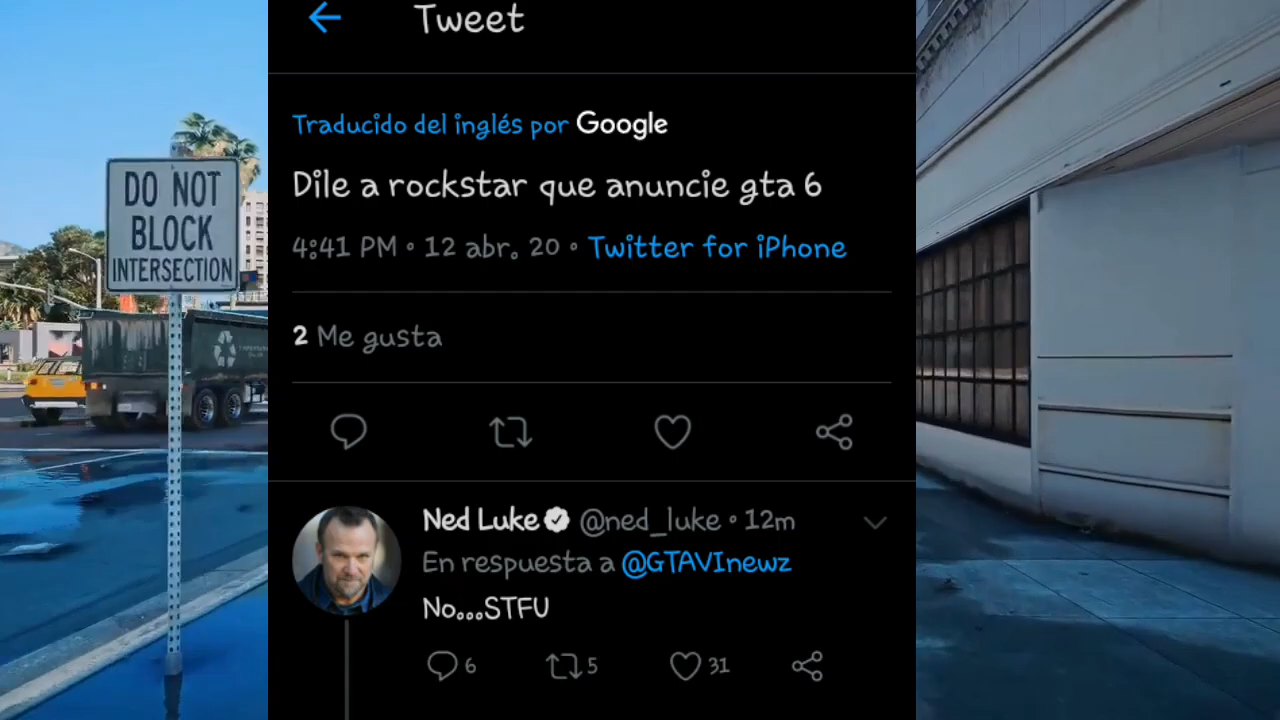 Tweet
Traducido del inglés por Google
Dile a rockstar que anuncie gta 6
4:41 PM • 12 abr. 20 • Twitter for iPhone
2 Me gusta
Ned Luke @ned_luke • 12m
En respuesta a @GTAVInewz
No...STFU
6 5 31
DO NOT
BLOCK
INTERSECTION